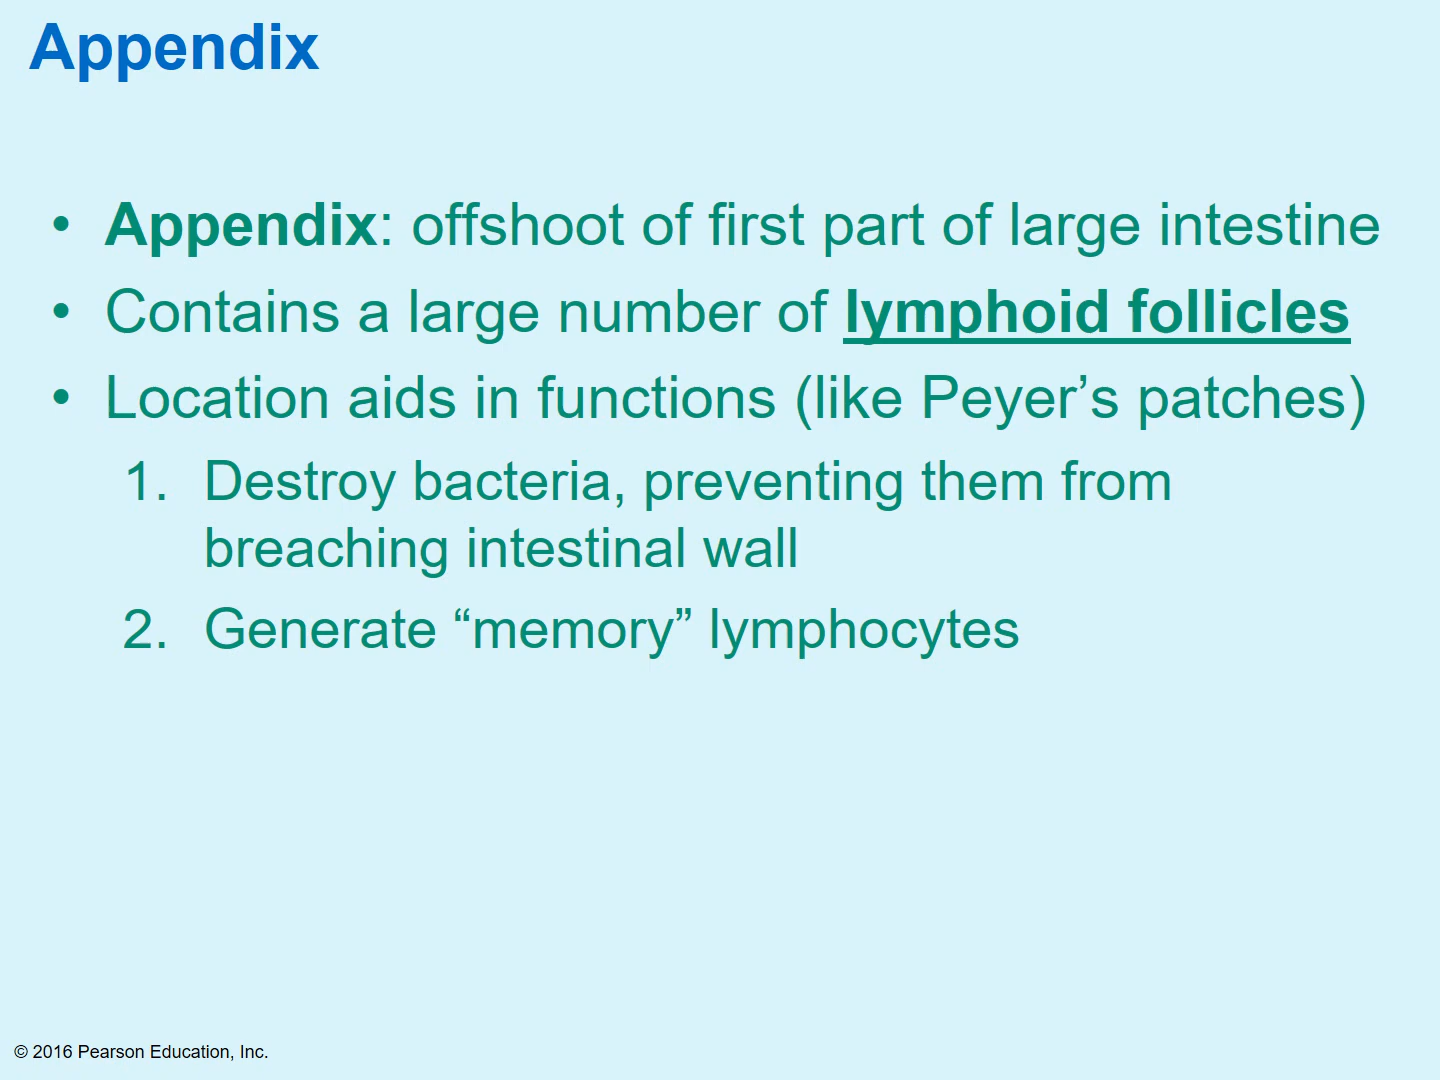 Appendix
• Appendix: offshoot of first part of large intestine
• Contains a large number of lymphoid follicles
• Location aids in functions (like Peyer’s patches)
1. Destroy bacteria, preventing them from
breaching intestinal wall
2. Generate “memory” lymphocytes
© 2016 Pearson Education, Inc.